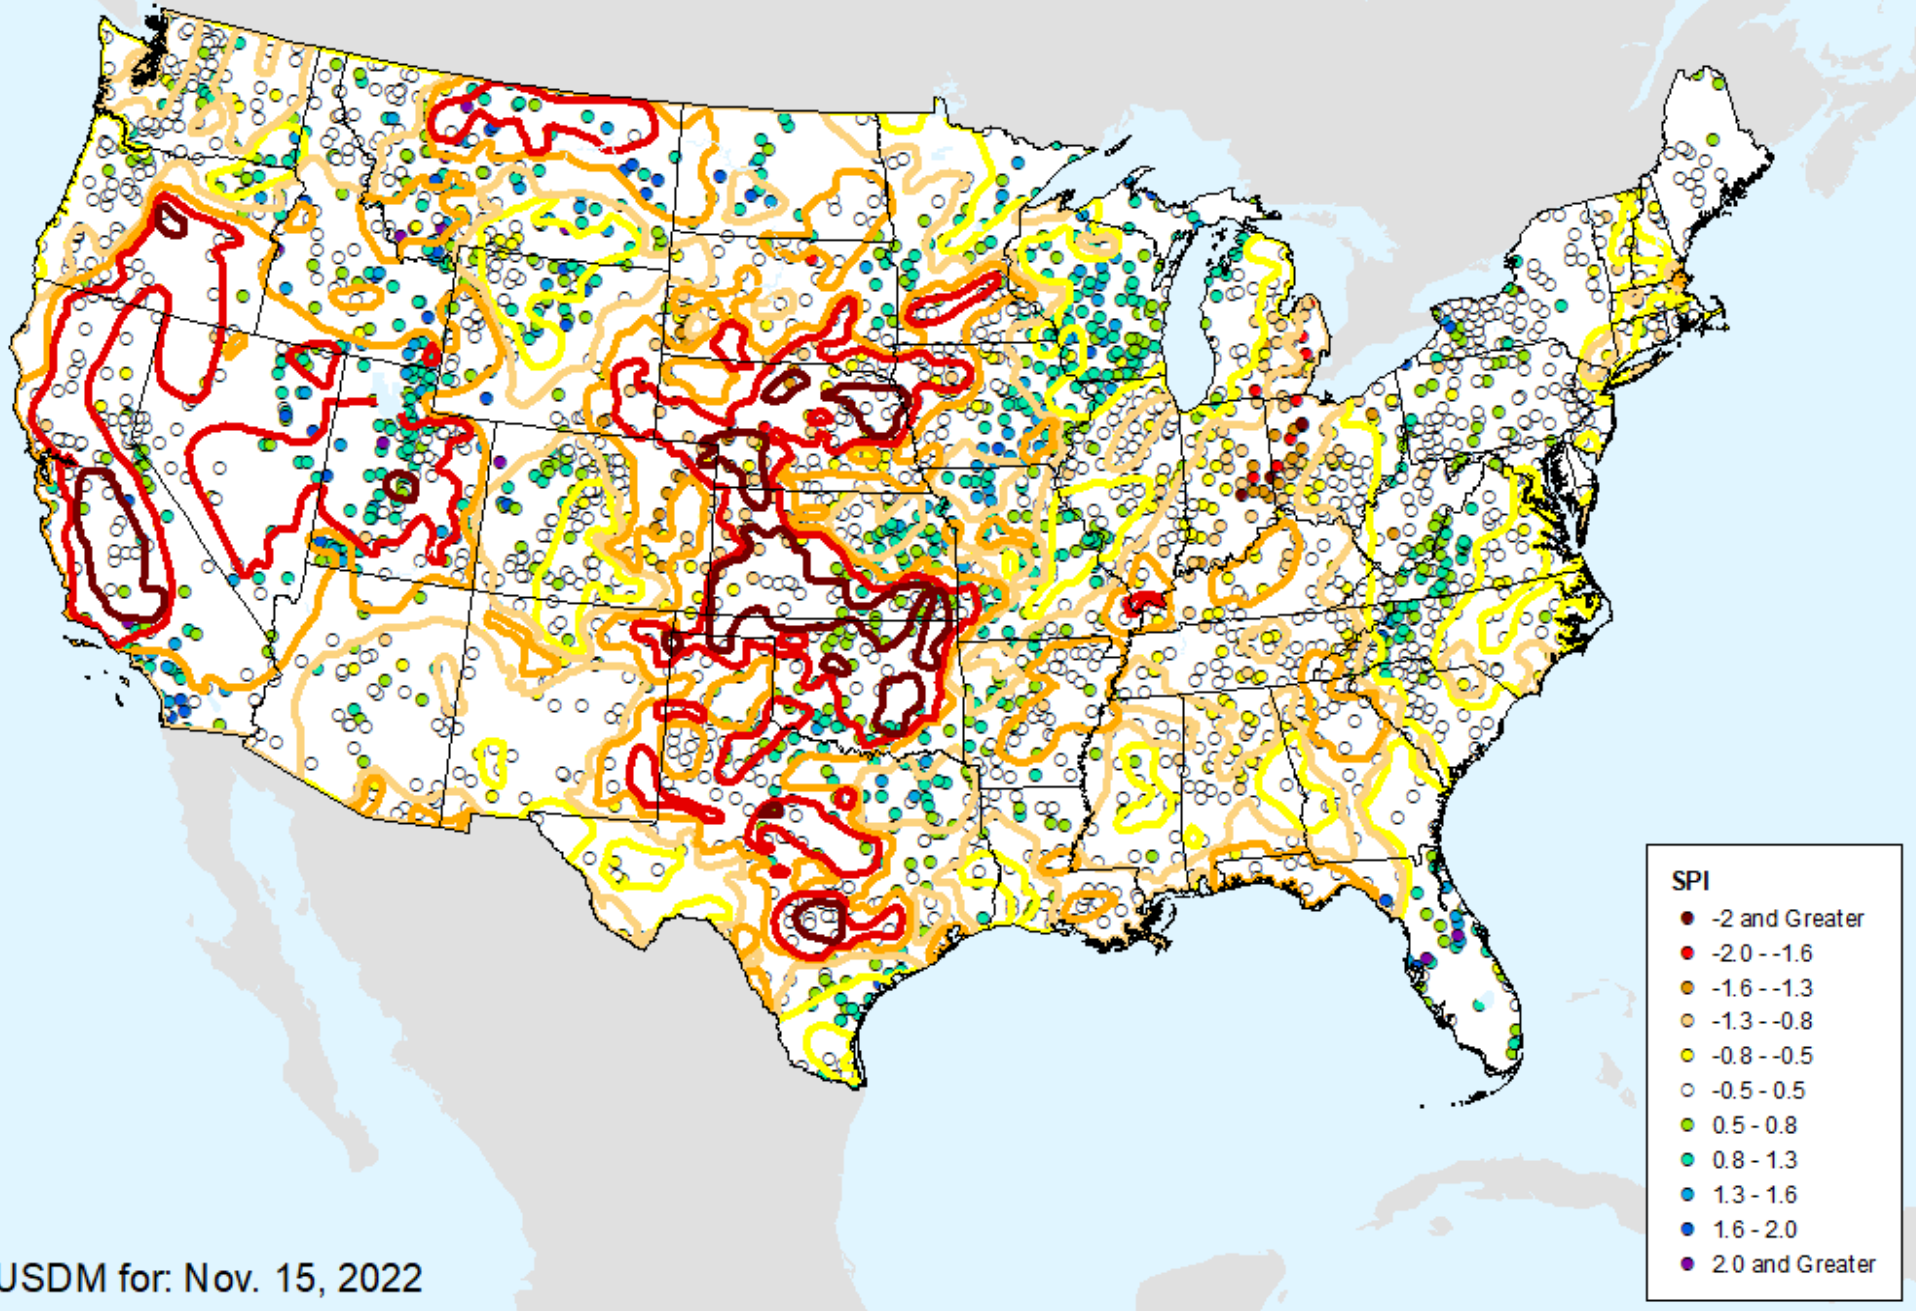 SPI
-2 and Greater
-2.0 - -1.6
-1.6 - -1.3
-1.3 - -0.8
-0.8 - -0.5
-0.5 - 0.5
0.5 - 0.8
0.8 - 1.3
1.3 - 1.6
1.6 - 2.0
2.0 and Greater
USDM for: Nov. 15, 2022